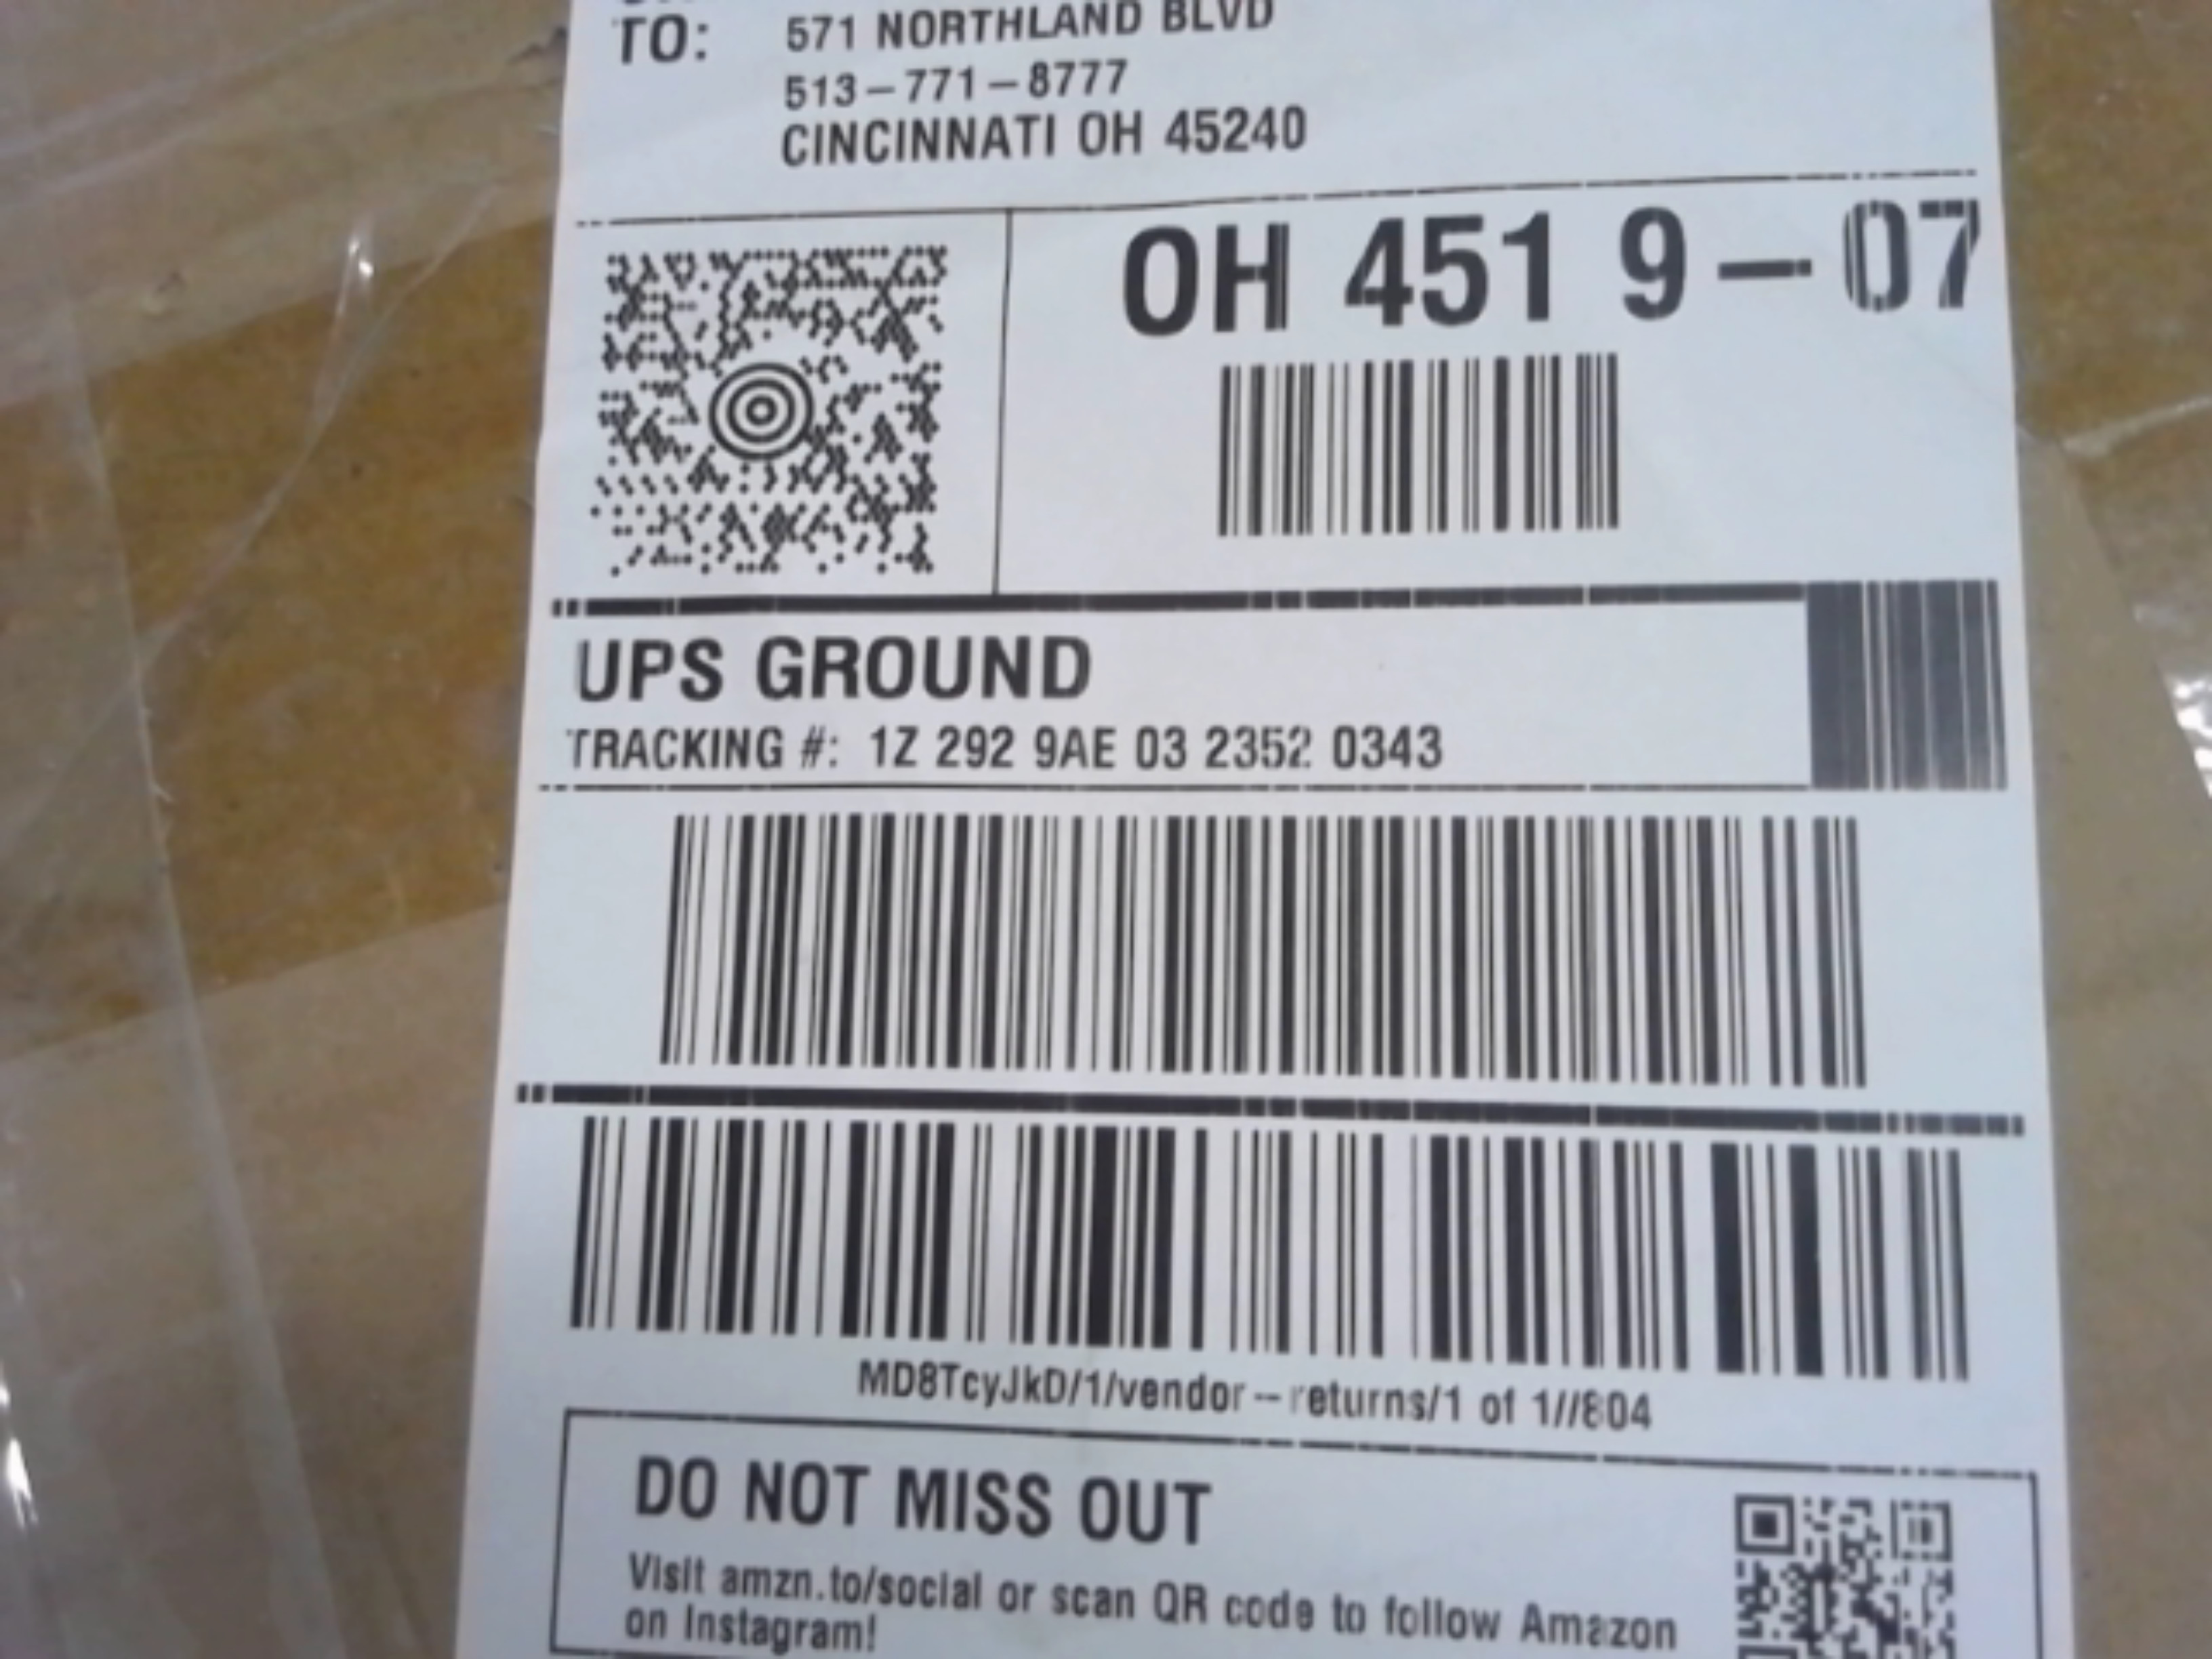 TO: 571 NORTHLAND BLVD
513-771-8777
CINCINNATI OH 45240
OH 451 9-07
UPS GROUND
TRACKING #: 1Z 292 9AE 03 2352 0343
MD8TcyJkD/1/vendor-returns/1 of 1//804
DO NOT MISS OUT
Visit amzn.to/social or scan QR code to follow Amazon
on Instagram!